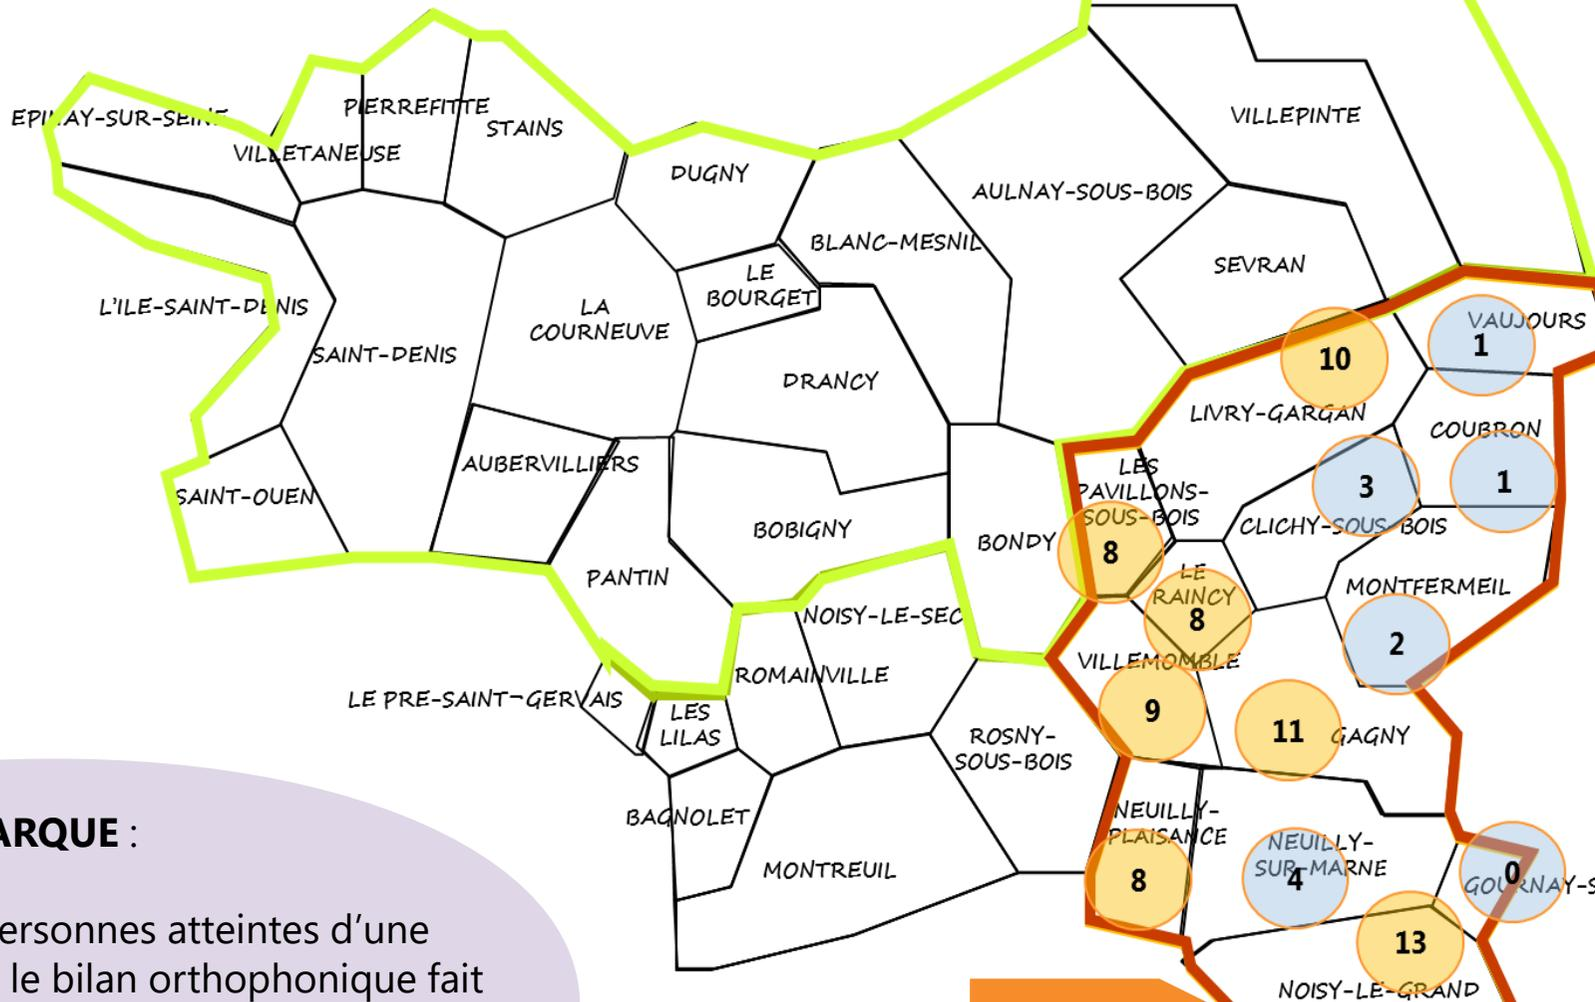 EPINAY-SUR-SEINE
VILLETANEUSE
PIERREFITTE
STAINS
DUGNY
BLANC-MESNIL
AULNAY-SOUS-BOIS
VILLEPINTE
SEVRAN
LE
BOURGET
L'ILE-SAINT-DENIS
SAINT-DENIS
LA
COURNEUVE
DRANCY
VAUJOURS
1
10
LIVRY-GARGAN
COUBRON
1
3
CLICHY-SOUS-BOIS
LES
PAVILLONS-
SOUS-BOIS
8
AUBERVILLIERS
SAINT-OUEN
BOBIGNY
BONDY
PANTIN
LE
RAINCY
8
MONTFERMEIL
2
NOISY-LE-SEC
ROMAINVILLE
VILLEMOMBLE
9
11
GAGNY
LE PRE-SAINT-GERVAIS
LES
LILAS
ROSNY-
SOUS-BOIS
BAGNOLET
MONTREUIL
NEUILLY-
PLAISANCE
8
NEUILLY-
SUR-MARNE
4
0
GOURNAY-S
13
NOISY-LE-GRAND
ARQUE :
ersonnes atteintes d'une
le bilan orthophonique fait